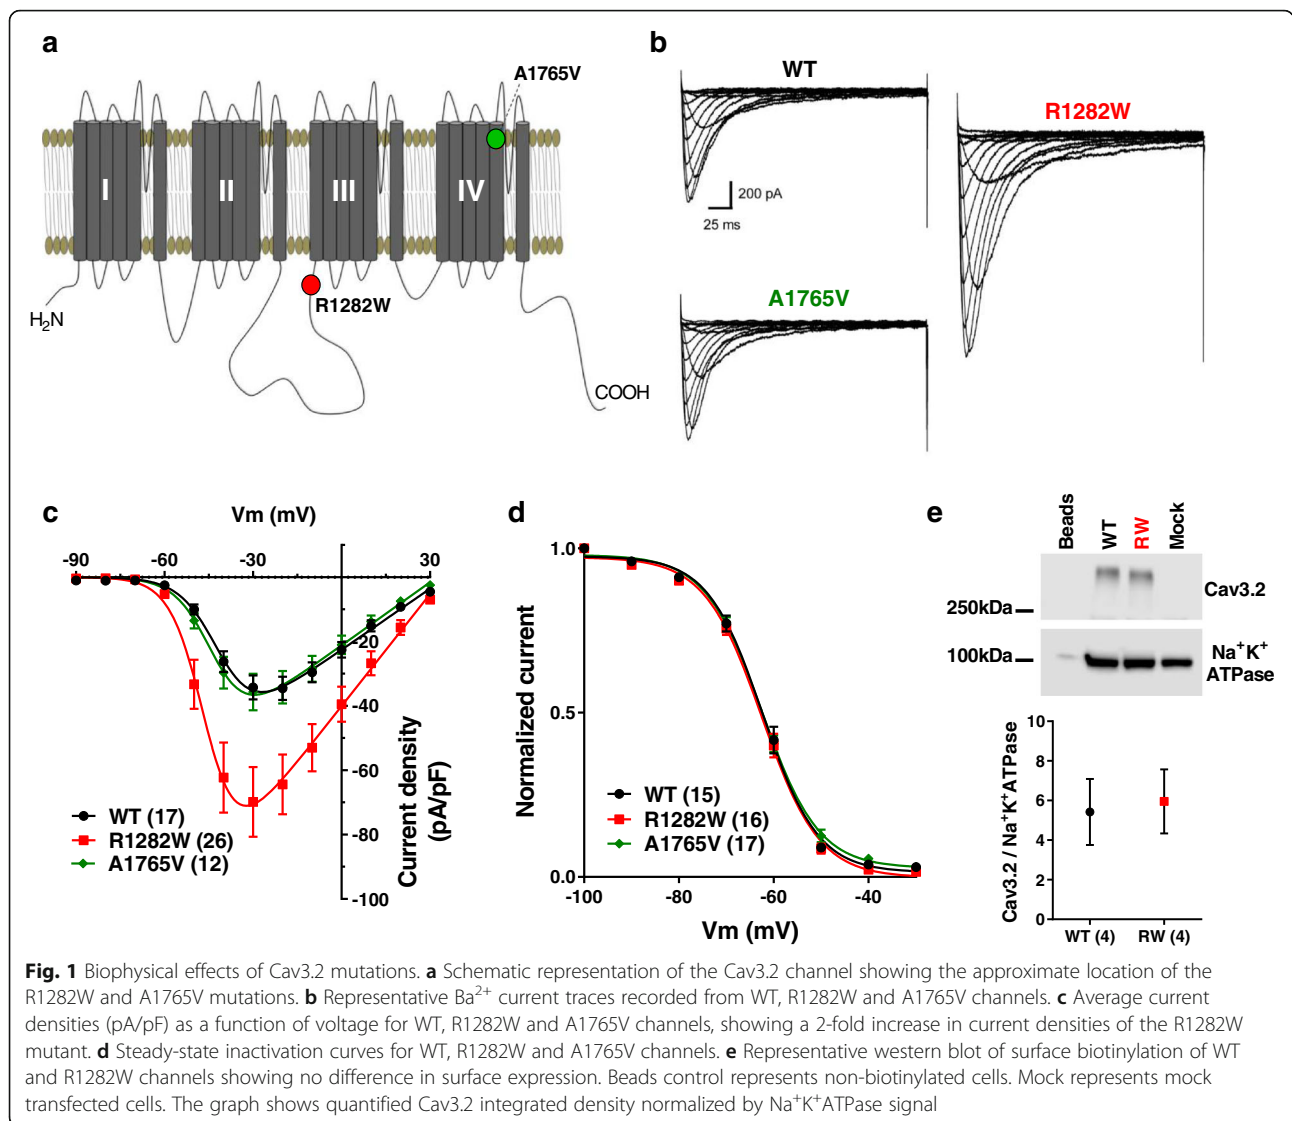 a
A1765V
I
II
III
IV
R1282W
H₂N
COOH
b
WT
200 pA
25 ms
R1282W
A1765V
c
Vm (mV)
-90
-60
-30
30
-20
-40
-60
-80
-100
Current density
(pA/pF)
WT (17)
R1282W (26)
A1765V (12)
d
Normalized current
1.0
0.5
0.0
-100
-80
-60
-40
Vm (mV)
WT (15)
R1282W (16)
A1765V (17)
e
Beads
WT
RW
Mock
250kDa
Cav3.2
100kDa
Na⁺K⁺
ATPase
Cav3.2 / Na⁺K⁺ATPase
10
8
6
4
2
0
WT (4)
RW (4)
Fig. 1 Biophysical effects of Cav3.2 mutations. a Schematic representation of the Cav3.2 channel showing the approximate location of the
R1282W and A1765V mutations. b Representative Ba²⁺ current traces recorded from WT, R1282W and A1765V channels. c Average current
densities (pA/pF) as a function of voltage for WT, R1282W and A1765V channels, showing a 2-fold increase in current densities of the R1282W
mutant. d Steady-state inactivation curves for WT, R1282W and A1765V channels. e Representative western blot of surface biotinylation of WT
and R1282W channels showing no difference in surface expression. Beads control represents non-biotinylated cells. Mock represents mock
transfected cells. The graph shows quantified Cav3.2 integrated density normalized by Na⁺K⁺ATPase signal